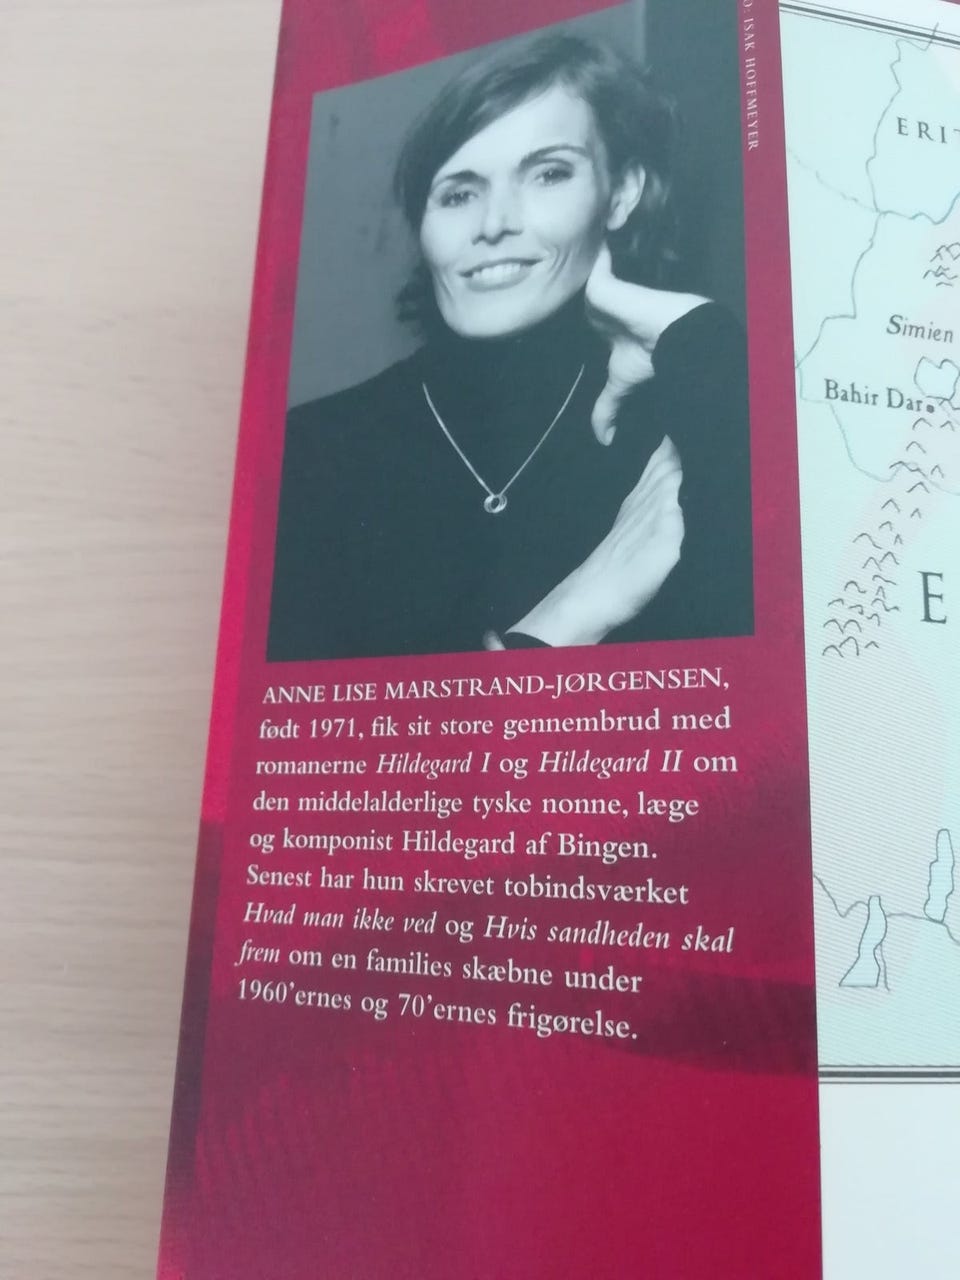 ISAK HOFFMEYER
ANNE LISE MARSTRAND-JØRGENSEN,
født 1971, fik sit store gennembrud med
romanerne Hildegard I og Hildegard II om
den middelalderlige tyske nonne, læge
og komponist Hildegard af Bingen.
Senest har hun skrevet tobindsværket
Hvad man ikke ved og Hvis sandheden skal
frem om en families skæbne under
1960'ernes og 70'ernes frigørelse.
ERIT
Simien
Bahir Dar
E